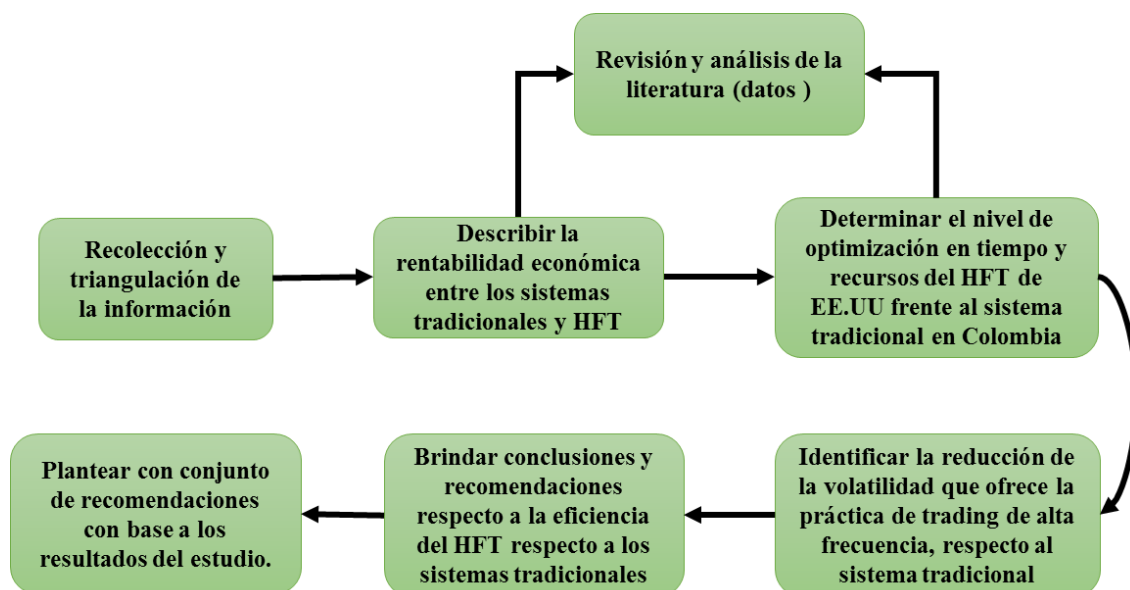 Revisión y análisis de la
literatura (datos )
Recolección y
triangulación de
la información
Describir la
rentabilidad económica
entre los sistemas
tradicionales y HFT
Determinar el nivel de
optimización en tiempo y
recursos del HFT de
EE.UU frente al sistema
tradicional en Colombia
Identificar la reducción de
la volatilidad que ofrece la
práctica de trading de alta
frecuencia, respecto al
sistema tradicional
Brindar conclusiones y
recomendaciones
respecto a la eficiencia
del HFT respecto a los
sistemas tradicionales
Plantear con conjunto
de recomendaciones
con base a los
resultados del estudio.